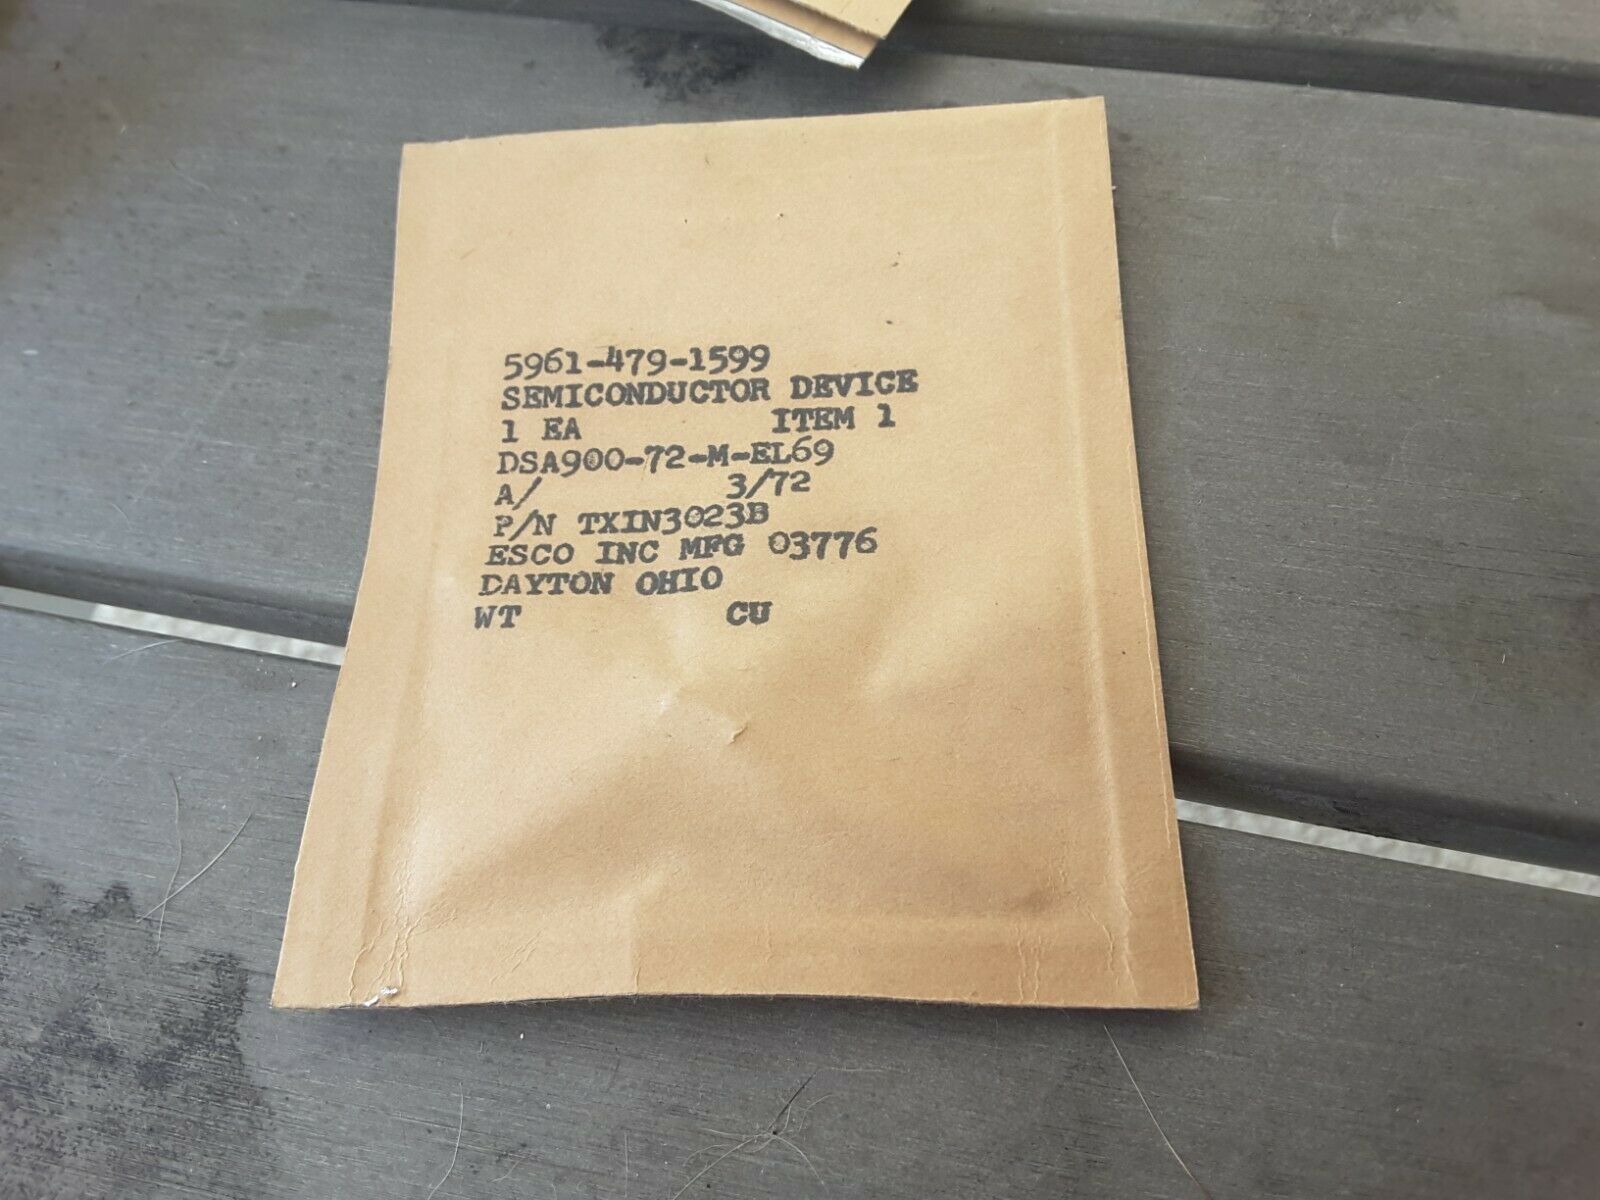 5961-479-1599
SEMICONDUCTOR DEVICE
1 EA ITEM 1
DSA900-72-M-EL69
A/ 3/72
P/N TX1N3023B
ESCO INC MFG 03776
DAYTON OHIO
WT CU